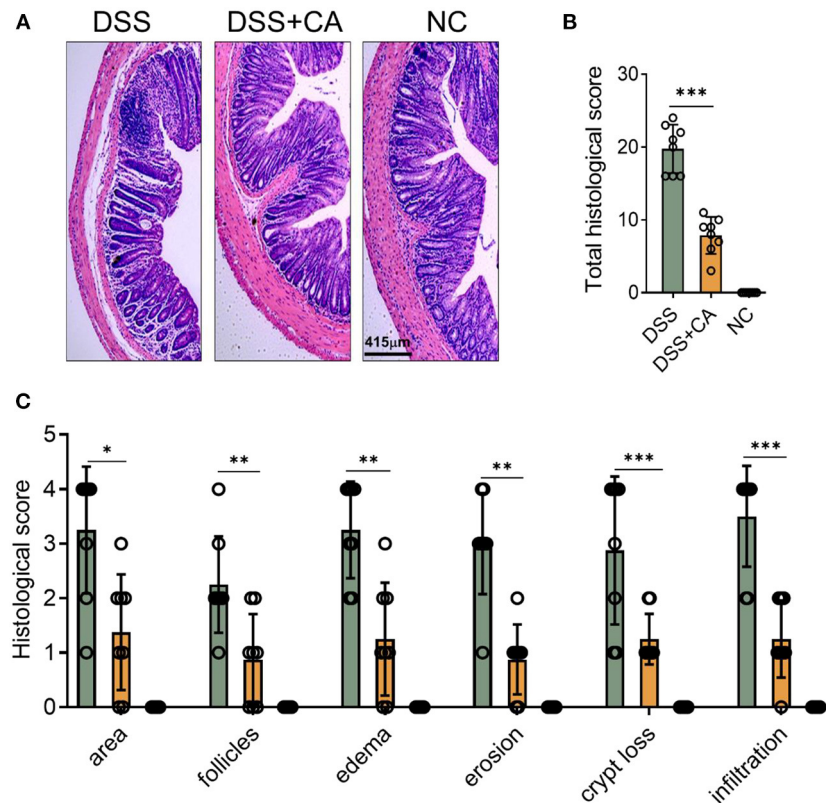 A
DSS
DSS+CA
NC
415μm
B
Total histological score
30
20
10
0
***
DSS
DSS+CA
NC
C
Histological score
5
4
3
2
1
0
*
**
**
**
***
***
area
follicles
edema
erosion
crypt loss
infiltration